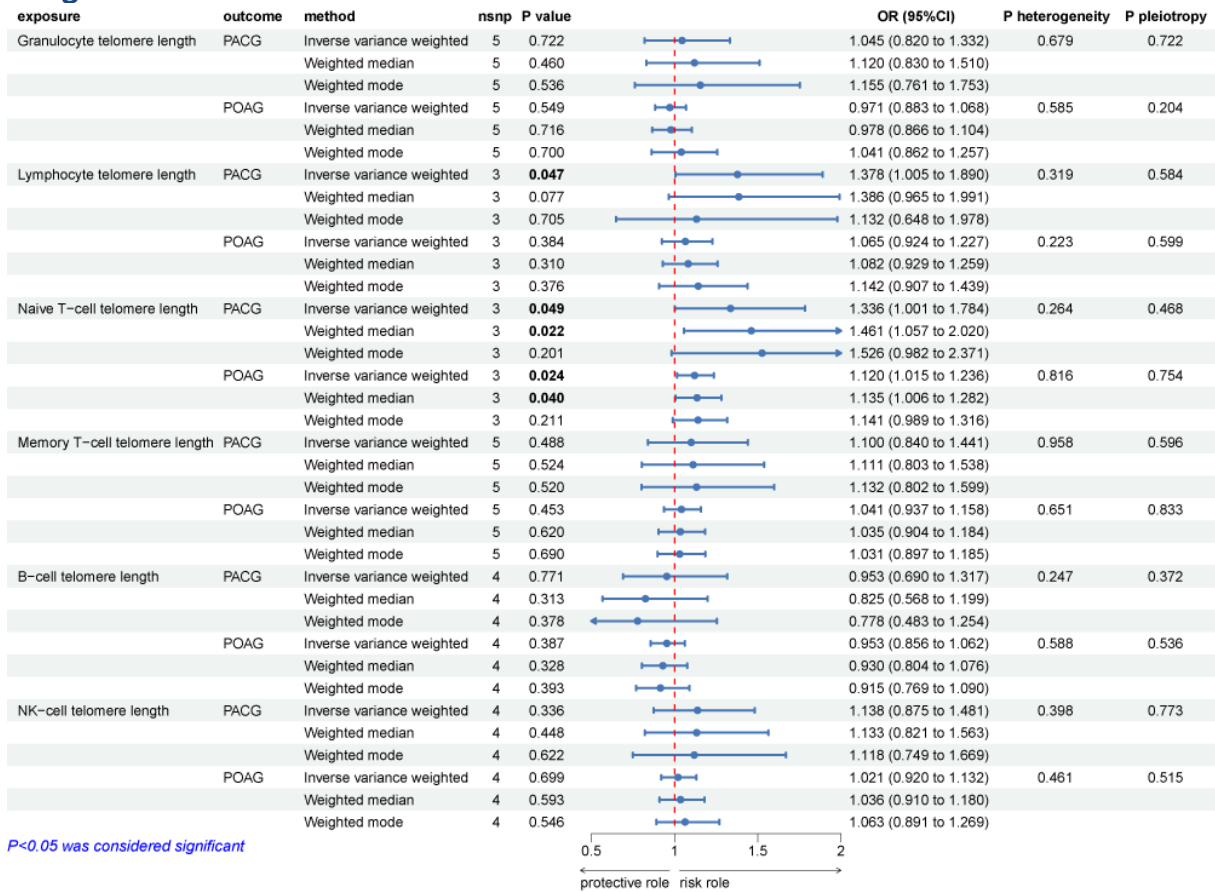 exposure outcome method nsnp P value OR (95%CI) P heterogeneity P pleiotropy
Granulocyte telomere length PACG Inverse variance weighted 5 0.722 1.045 (0.820 to 1.332) 0.679 0.722
Weighted median 5 0.460 1.120 (0.830 to 1.510)
Weighted mode 5 0.536 1.155 (0.761 to 1.753)
POAG Inverse variance weighted 5 0.549 0.971 (0.883 to 1.068) 0.585 0.204
Weighted median 5 0.716 0.978 (0.866 to 1.104)
Weighted mode 5 0.700 1.041 (0.862 to 1.257)
Lymphocyte telomere length PACG Inverse variance weighted 3 0.047 1.378 (1.005 to 1.890) 0.319 0.584
Weighted median 3 0.077 1.386 (0.965 to 1.991)
Weighted mode 3 0.705 1.132 (0.648 to 1.978)
POAG Inverse variance weighted 3 0.384 1.065 (0.924 to 1.227) 0.223 0.599
Weighted median 3 0.310 1.082 (0.929 to 1.259)
Weighted mode 3 0.376 1.142 (0.907 to 1.439)
Naive T−cell telomere length PACG Inverse variance weighted 3 0.049 1.336 (1.001 to 1.784) 0.264 0.468
Weighted median 3 0.022 1.461 (1.057 to 2.020)
Weighted mode 3 0.201 1.526 (0.982 to 2.371)
POAG Inverse variance weighted 3 0.024 1.120 (1.015 to 1.236) 0.816 0.754
Weighted median 3 0.040 1.135 (1.006 to 1.282)
Weighted mode 3 0.211 1.141 (0.989 to 1.316)
Memory T−cell telomere length PACG Inverse variance weighted 5 0.488 1.100 (0.840 to 1.441) 0.958 0.596
Weighted median 5 0.524 1.111 (0.803 to 1.538)
Weighted mode 5 0.520 1.132 (0.802 to 1.599)
POAG Inverse variance weighted 5 0.453 1.041 (0.937 to 1.158) 0.651 0.833
Weighted median 5 0.620 1.035 (0.904 to 1.184)
Weighted mode 5 0.690 1.031 (0.897 to 1.185)
B−cell telomere length PACG Inverse variance weighted 4 0.771 0.953 (0.690 to 1.317) 0.247 0.372
Weighted median 4 0.313 0.825 (0.568 to 1.199)
Weighted mode 4 0.378 0.778 (0.483 to 1.254)
POAG Inverse variance weighted 4 0.387 0.953 (0.856 to 1.062) 0.588 0.536
Weighted median 4 0.328 0.930 (0.804 to 1.076)
Weighted mode 4 0.393 0.915 (0.769 to 1.090)
NK−cell telomere length PACG Inverse variance weighted 4 0.336 1.138 (0.875 to 1.481) 0.398 0.773
Weighted median 4 0.448 1.133 (0.821 to 1.563)
Weighted mode 4 0.622 1.118 (0.749 to 1.669)
POAG Inverse variance weighted 4 0.699 1.021 (0.920 to 1.132) 0.461 0.515
Weighted median 4 0.593 1.036 (0.910 to 1.180)
Weighted mode 4 0.546 1.063 (0.891 to 1.269)
P<0.05 was considered significant
0.5 1 1.5 2
protective role risk role